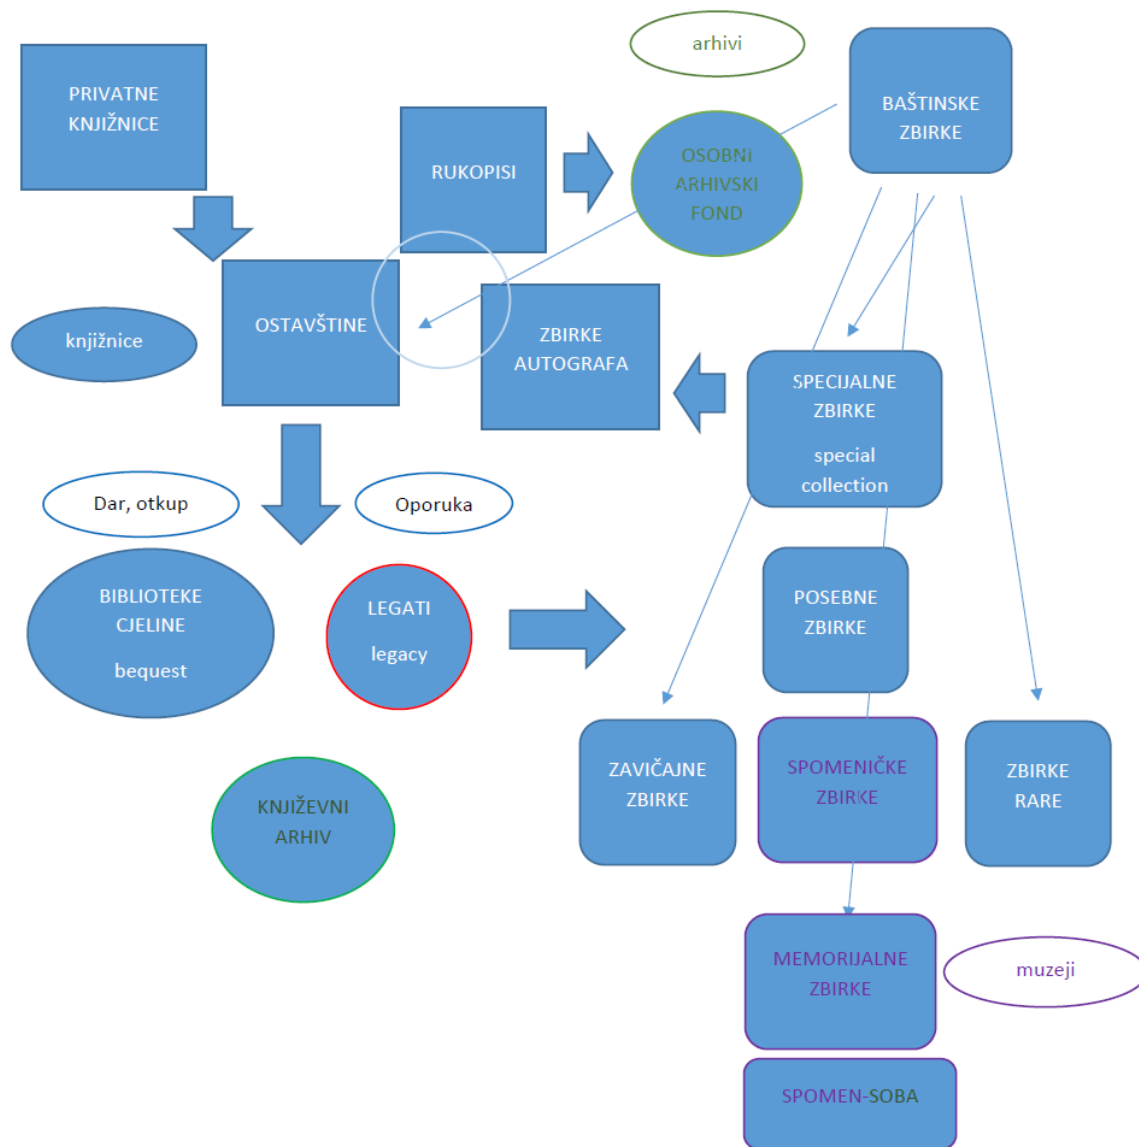 arhivi
PRIVATNE
KNJIŽNICE
BAŠTINSKE
ZBIRKE
RUKOPISI
OSOBNi
ARHIVSKI
FOND
OSTAVŠTINE
knjižnice
ZBIRKE
AUTOGRAFA
SPECIJALNE
ZBIRKE
special
collection
Dar, otkup
Oporuka
BIBLIOTEKE
CJELINE
bequest
LEGATI
legacy
POSEBNE
ZBIRKE
ZAVIČAJNE
ZBIRKE
SPOMENIČKE
ZBIRKE
ZBIRKE
RARE
KNJIŽEVNI
ARHIV
MEMORIJALNE
ZBIRKE
muzeji
SPOMEN-SOBA